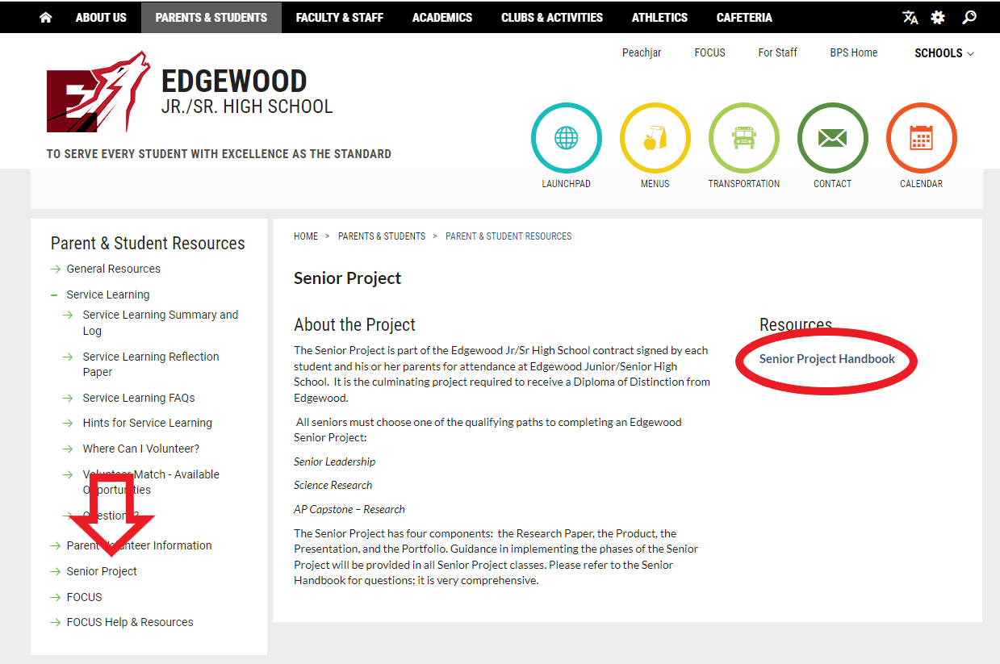 ABOUT US PARENTS & STUDENTS FACULTY & STAFF ACADEMICS CLUBS & ACTIVITIES ATHLETICS CAFETERIA
Peachjar FOCUS For Staff BPS Home SCHOOLS
E
EDGEWOOD
JR./SR. HIGH SCHOOL
TO SERVE EVERY STUDENT WITH EXCELLENCE AS THE STANDARD
LAUNCHPAD MENUS TRANSPORTATION CONTACT CALENDAR
Parent & Student Resources
General Resources
Service Learning
Service Learning Summary and
Log
Service Learning Reflection
Paper
Service Learning FAQs
Hints for Service Learning
Where Can I Volunteer?
Volunteer Match - Available
Opportunities
Questions?
Parent Volunteer Information
Senior Project
FOCUS
FOCUS Help & Resources
HOME > PARENTS & STUDENTS > PARENT & STUDENT RESOURCES
Senior Project
About the Project
The Senior Project is part of the Edgewood Jr/Sr High School contract signed by each
student and his or her parents for attendance at Edgewood Junior/Senior High
School. It is the culminating project required to receive a Diploma of Distinction from
Edgewood.
All seniors must choose one of the qualifying paths to completing an Edgewood
Senior Project:
Senior Leadership
Science Research
AP Capstone – Research
The Senior Project has four components: the Research Paper, the Product, the
Presentation, and the Portfolio. Guidance in implementing the phases of the Senior
Project will be provided in all Senior Project classes. Please refer to the Senior
Handbook for questions; it is very comprehensive.
Resources
Senior Project Handbook